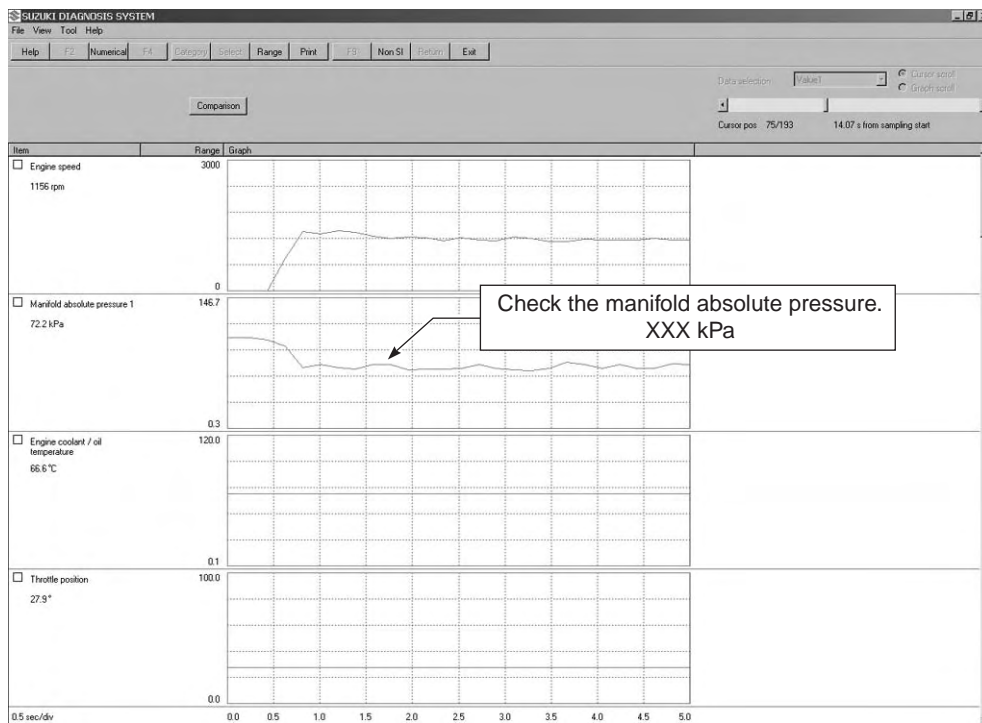 SUZUKI DIAGNOSIS SYSTEM
File View Tool Help
Help F2 Numerical F4 Category Select Range Print F9 Non SI Return Exit
Data selection Value1 Cursor scroll
Graph scroll
Comparison
Cursor pos 75/193 14.07 s from sampling start
Item Range Graph
Engine speed 3000
1156 rpm
0
Manifold absolute pressure 1 146.7
72.2 kPa
Check the manifold absolute pressure.
XXX kPa
0.3
Engine coolant / oil
temperature 120.0
66.6 °C
0.1
Throttle position 100.0
27.9 °
0.0
0.5 sec/div 0.0 0.5 1.0 1.5 2.0 2.5 3.0 3.5 4.0 4.5 5.0